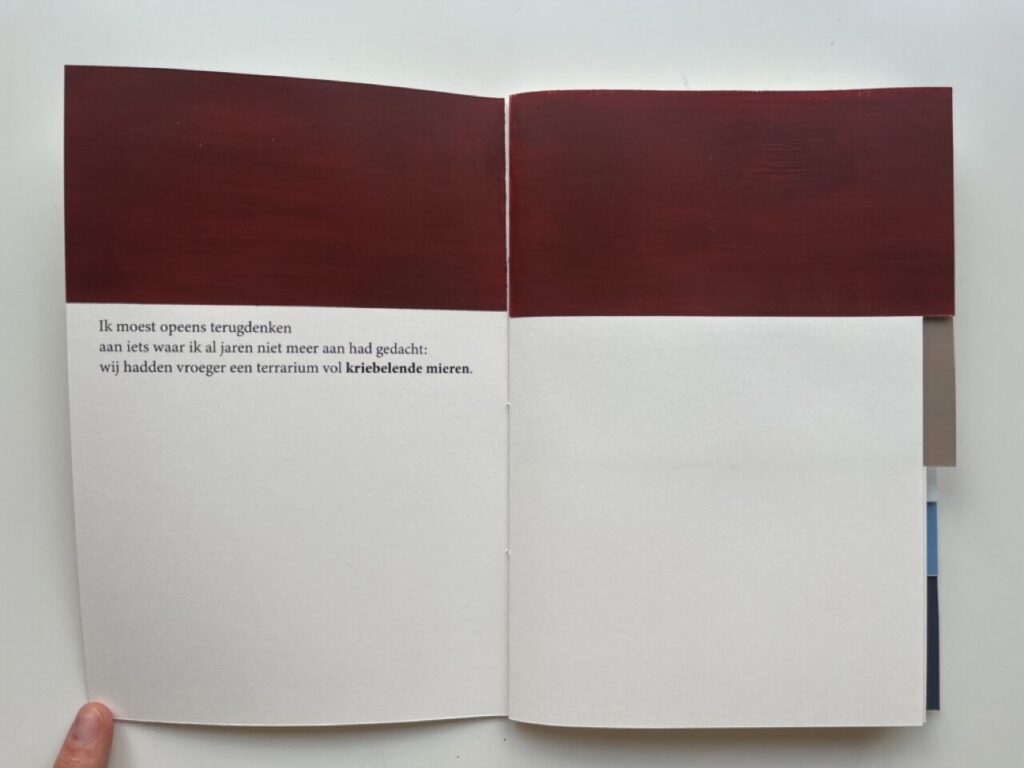 Ik moest opeens terugdenken
aan iets waar ik al jaren niet meer aan had gedacht:
wij hadden vroeger een terrarium vol kriebelende mieren.